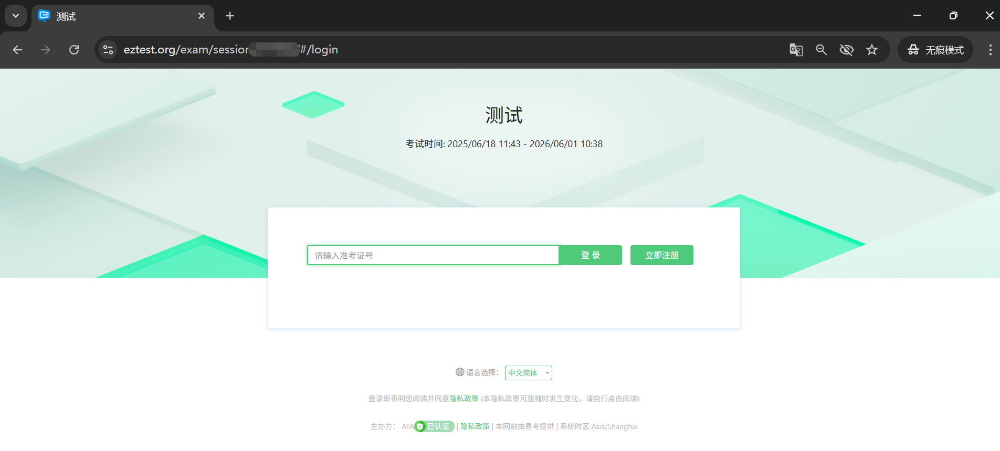 测试
eztest.org/exam/session
#/login
无痕模式
测试
考试时间: 2025/06/18 11:43 - 2026/06/01 10:38
请输入准考证号
登 录
立即注册
语言选择：
中文简体
登录即表明您阅读并同意隐私政策 (本隐私政策可能随时发生变化，请自行点击阅读)
主办方： ATA 已认证 | 隐私政策 | 本网站由易考提供 | 系统时区 Asia/Shanghai